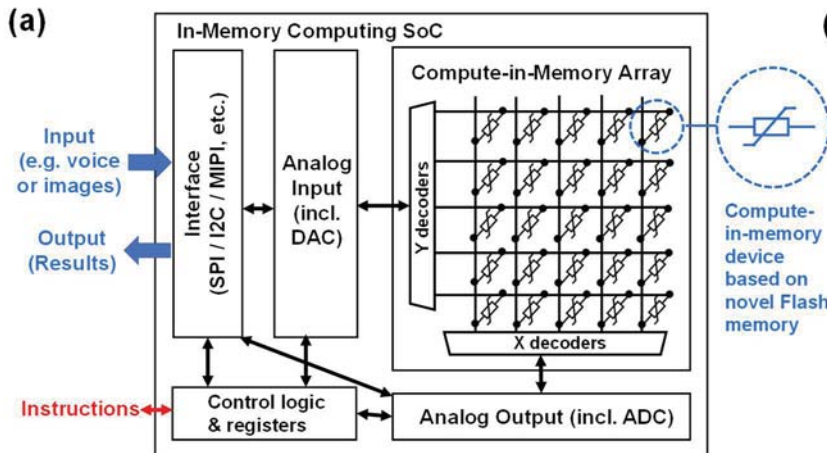 (a)
In-Memory Computing SoC
Input
(e.g. voice
or images)
Output
(Results)
Interface
(SPI / I2C / MIPI, etc.)
Analog
Input
(incl.
DAC)
Compute-in-Memory Array
Y decoders
X decoders
Compute-
in-memory
device
based on
novel Flash
memory
Instructions
Control logic
& registers
Analog Output (incl. ADC)
(